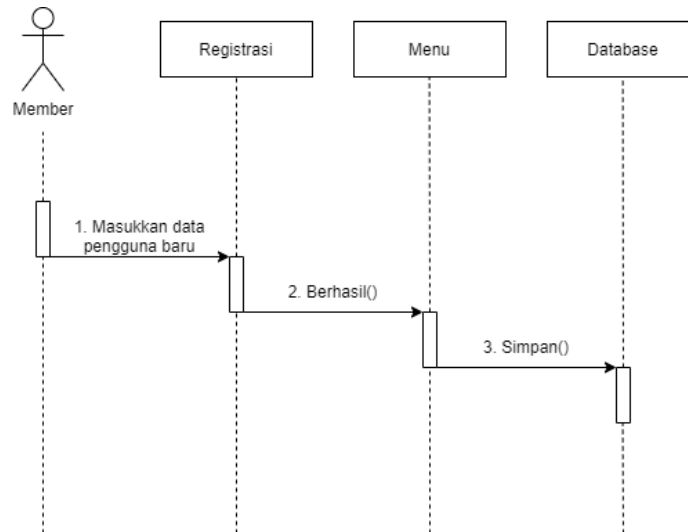 Registrasi
Menu
Database
Member
1. Masukkan data
pengguna baru
2. Berhasil()
3. Simpan()